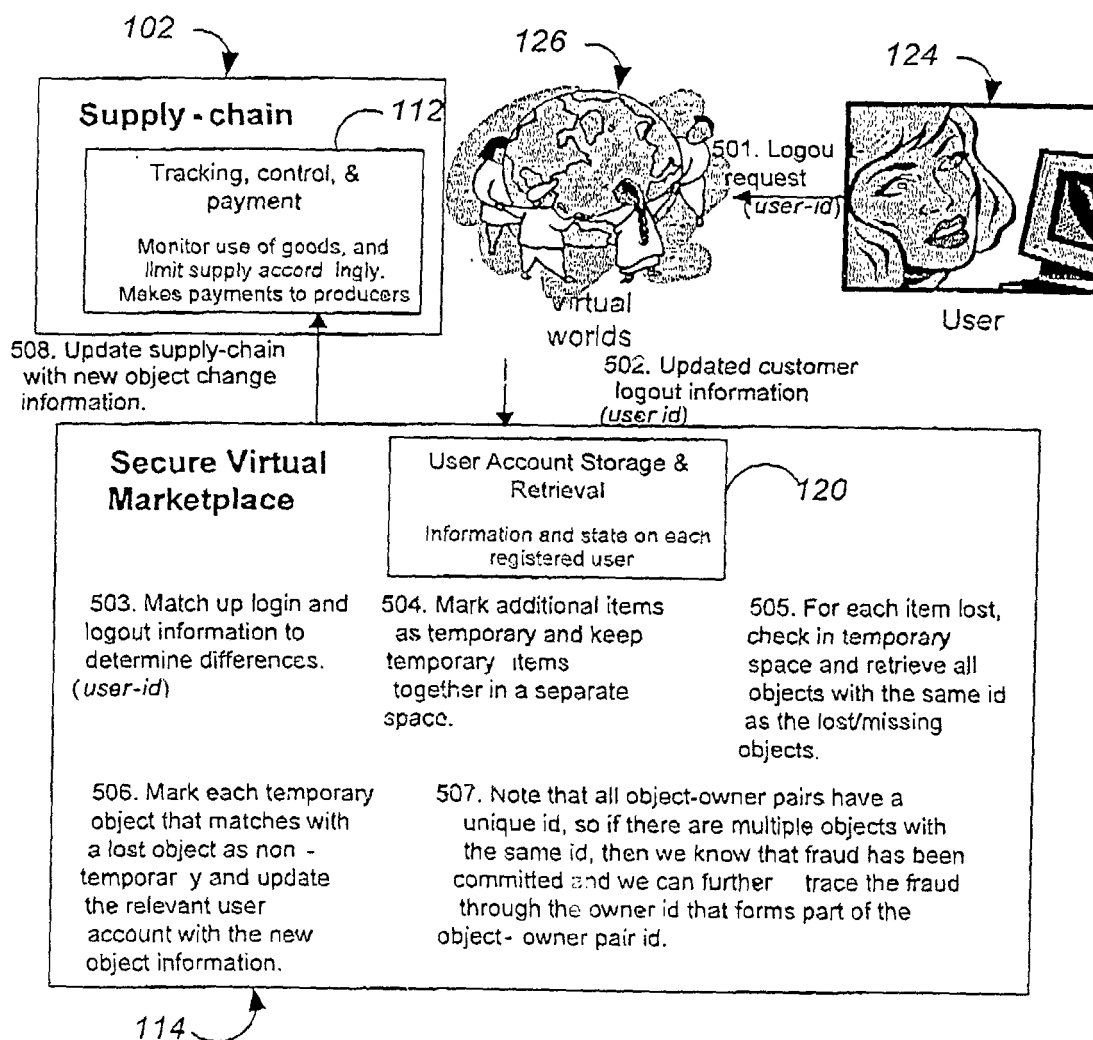 102
126
124
Supply - chain
112
Tracking, control, &
payment
Monitor use of goods, and
limit supply accord ingly.
Makes payments to producers
501. Logou
request
(user-id)
Virtual
worlds
User
508. Update supply-chain
with new object change
information.
502. Updated customer
logout information
(user id)
Secure Virtual
Marketplace
User Account Storage &
Retrieval
Information and state on each
registered user
120
503. Match up login and
logout information to
determine differences.
(user-id)
504. Mark additional items
as temporary and keep
temporary items
together in a separate
space.
505. For each item lost,
check in temporary
space and retrieve all
objects with the same id
as the lost/missing
objects.
506. Mark each temporary
object that matches with
a lost object as non -
temporar y and update
the relevant user
account with the new
object information.
507. Note that all object-owner pairs have a
unique id, so if there are multiple objects with
the same id, then we know that fraud has been
committed and we can further trace the fraud
through the owner id that forms part of the
object- owner pair id.
114